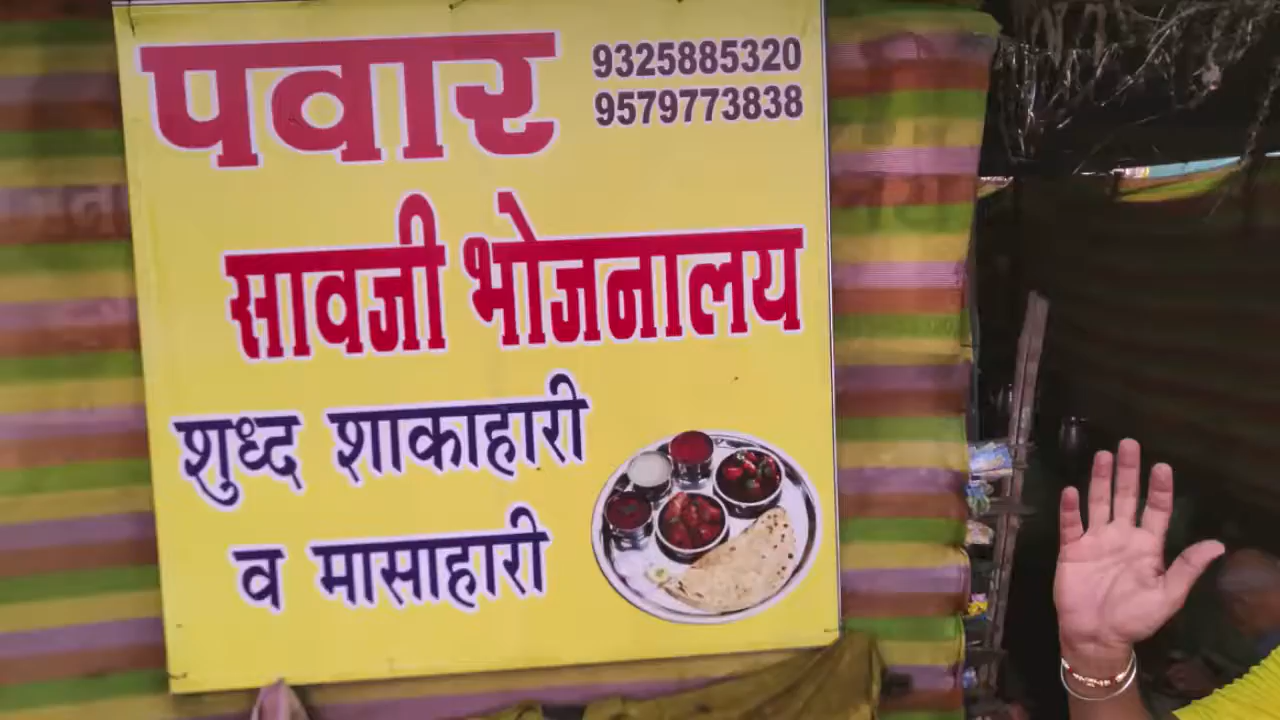 पवार
9325885320
9579773838
सावजी भोजनालय
शुध्द शाकाहारी
व मासाहारी